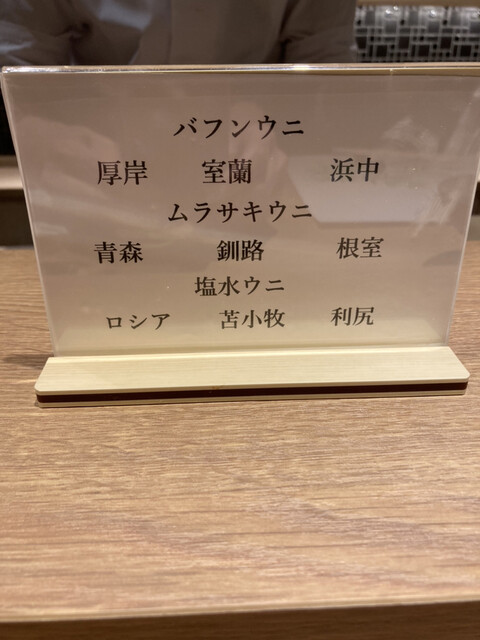 バフンウニ
厚岸 室蘭 浜中
ムラサキウニ
青森 釧路 根室
塩水ウニ
ロシア 苫小牧 利尻